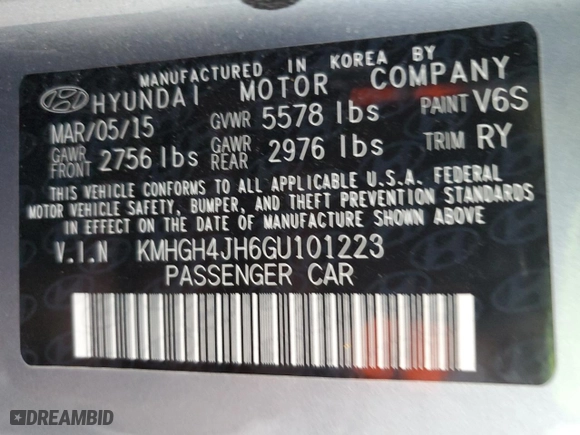 MANUFACTURED IN KOREA BY
HYUNDAI MOTOR COMPANY
MAR/05/15 GVWR 5578 lbs PAINT V6S
GAWR FRONT 2756 lbs GAWR REAR 2976 lbs TRIM RY
THIS VEHICLE CONFORMS TO ALL APPLICABLE U.S.A. FEDERAL
MOTOR VEHICLE SAFETY, BUMPER, AND THEFT PREVENTION STANDARDS
IN EFFECT ON THE DATE OF MANUFACTURE SHOWN ABOVE
V.I.N KMHGH4JH6GU101223
PASSENGER CAR
DREAMBID